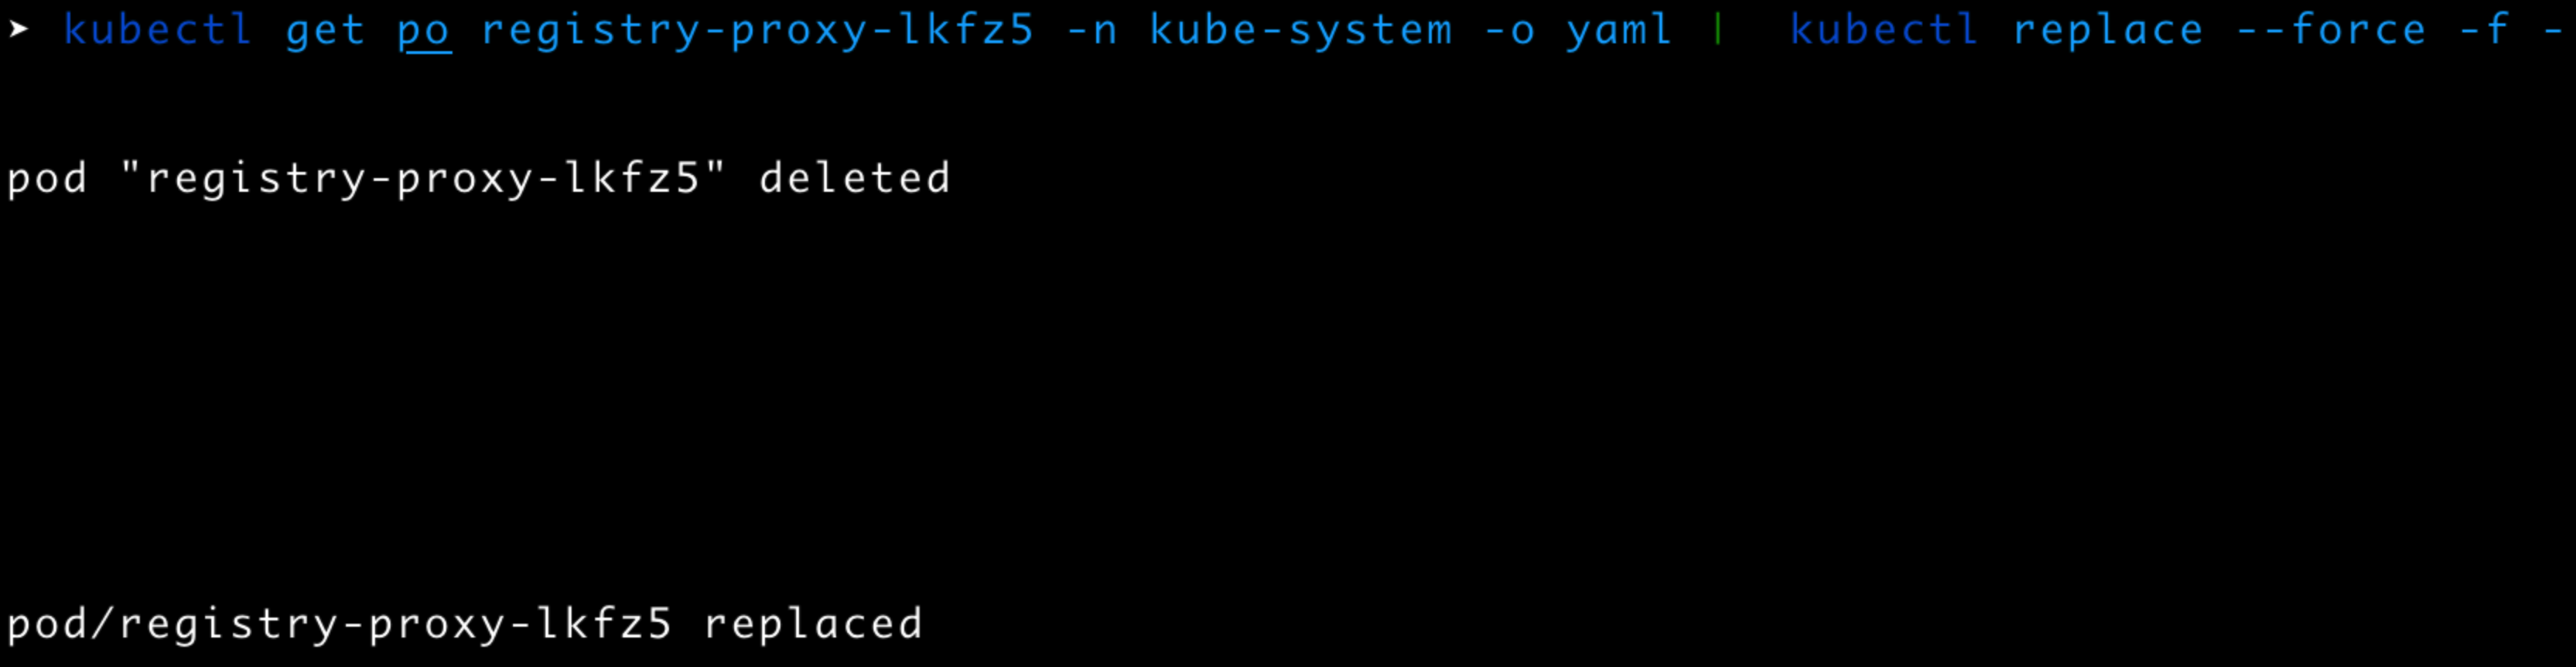 ➤ kubectl get po registry-proxy-lkfz5 -n kube-system -o yaml |  kubectl replace --force -f -
pod "registry-proxy-lkfz5" deleted
pod/registry-proxy-lkfz5 replaced